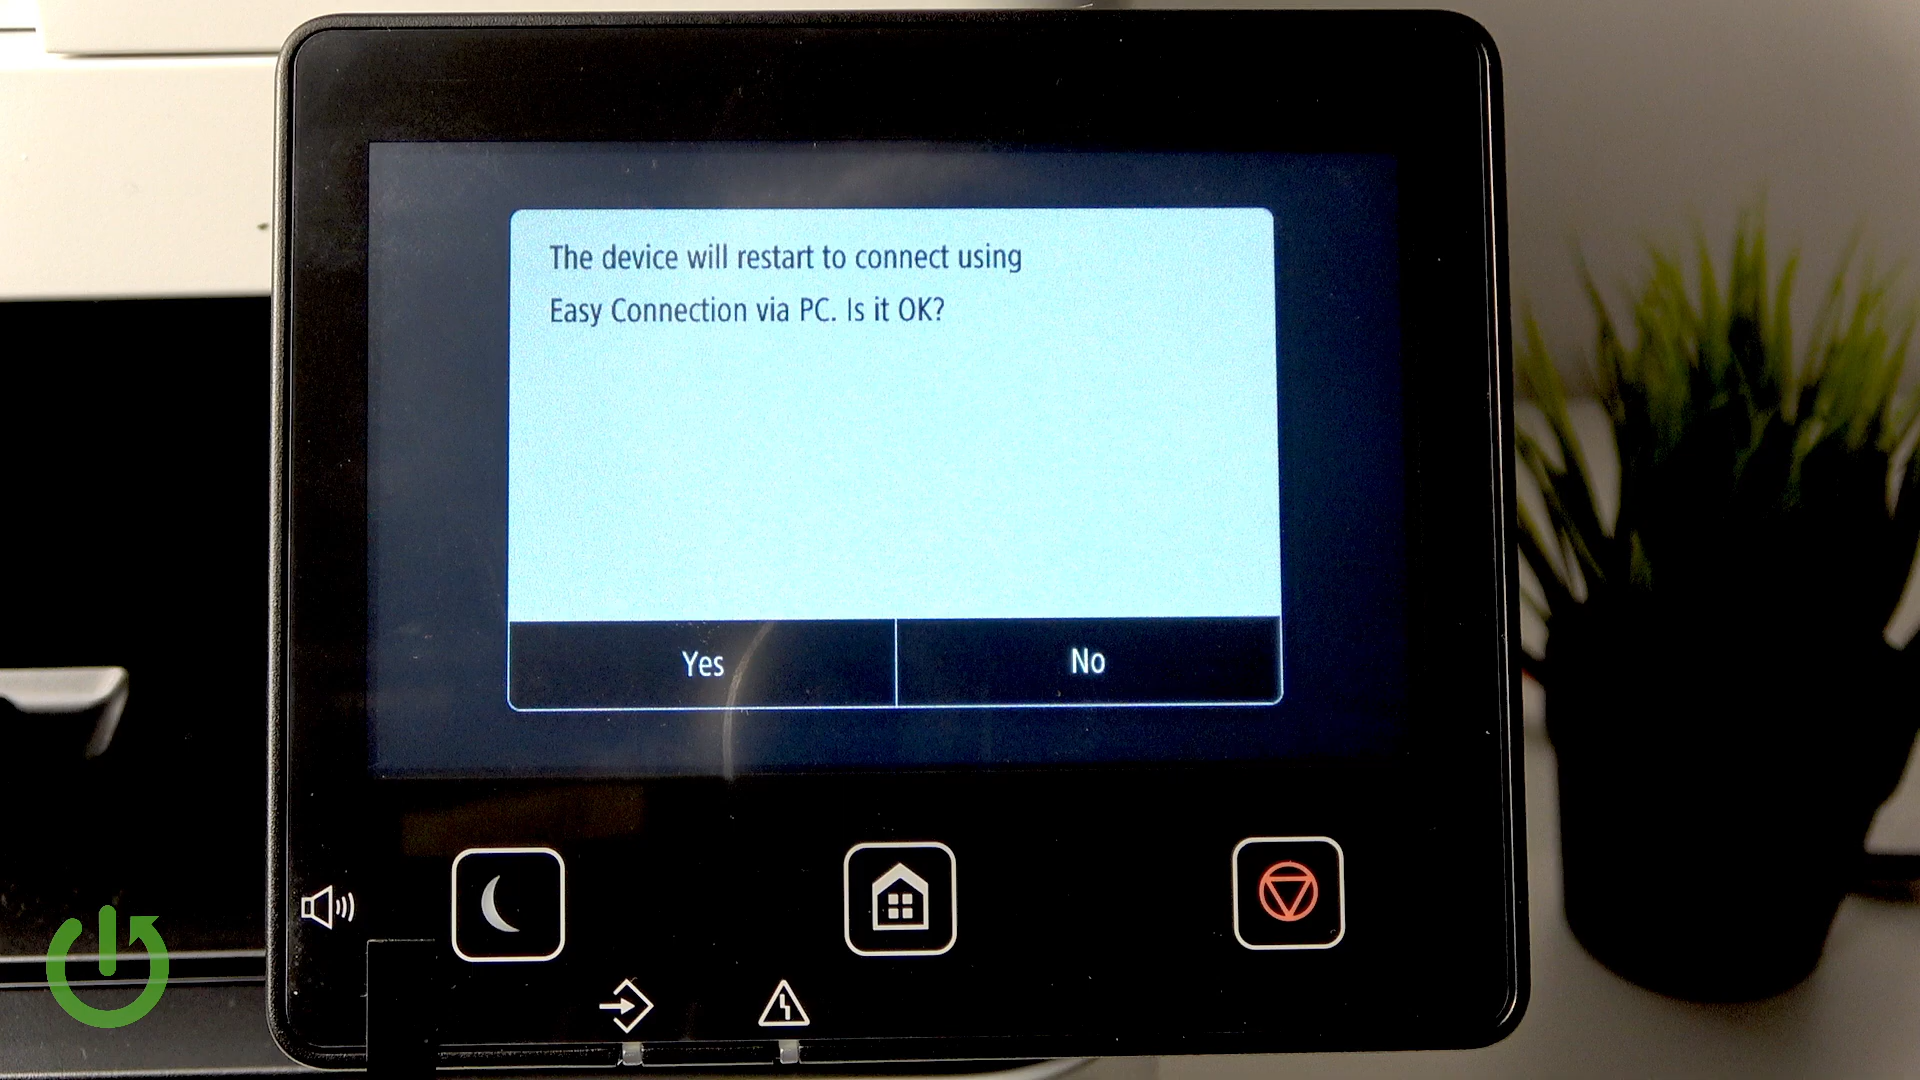 The device will restart to connect using
Easy Connection via PC. Is it OK?
Yes
No